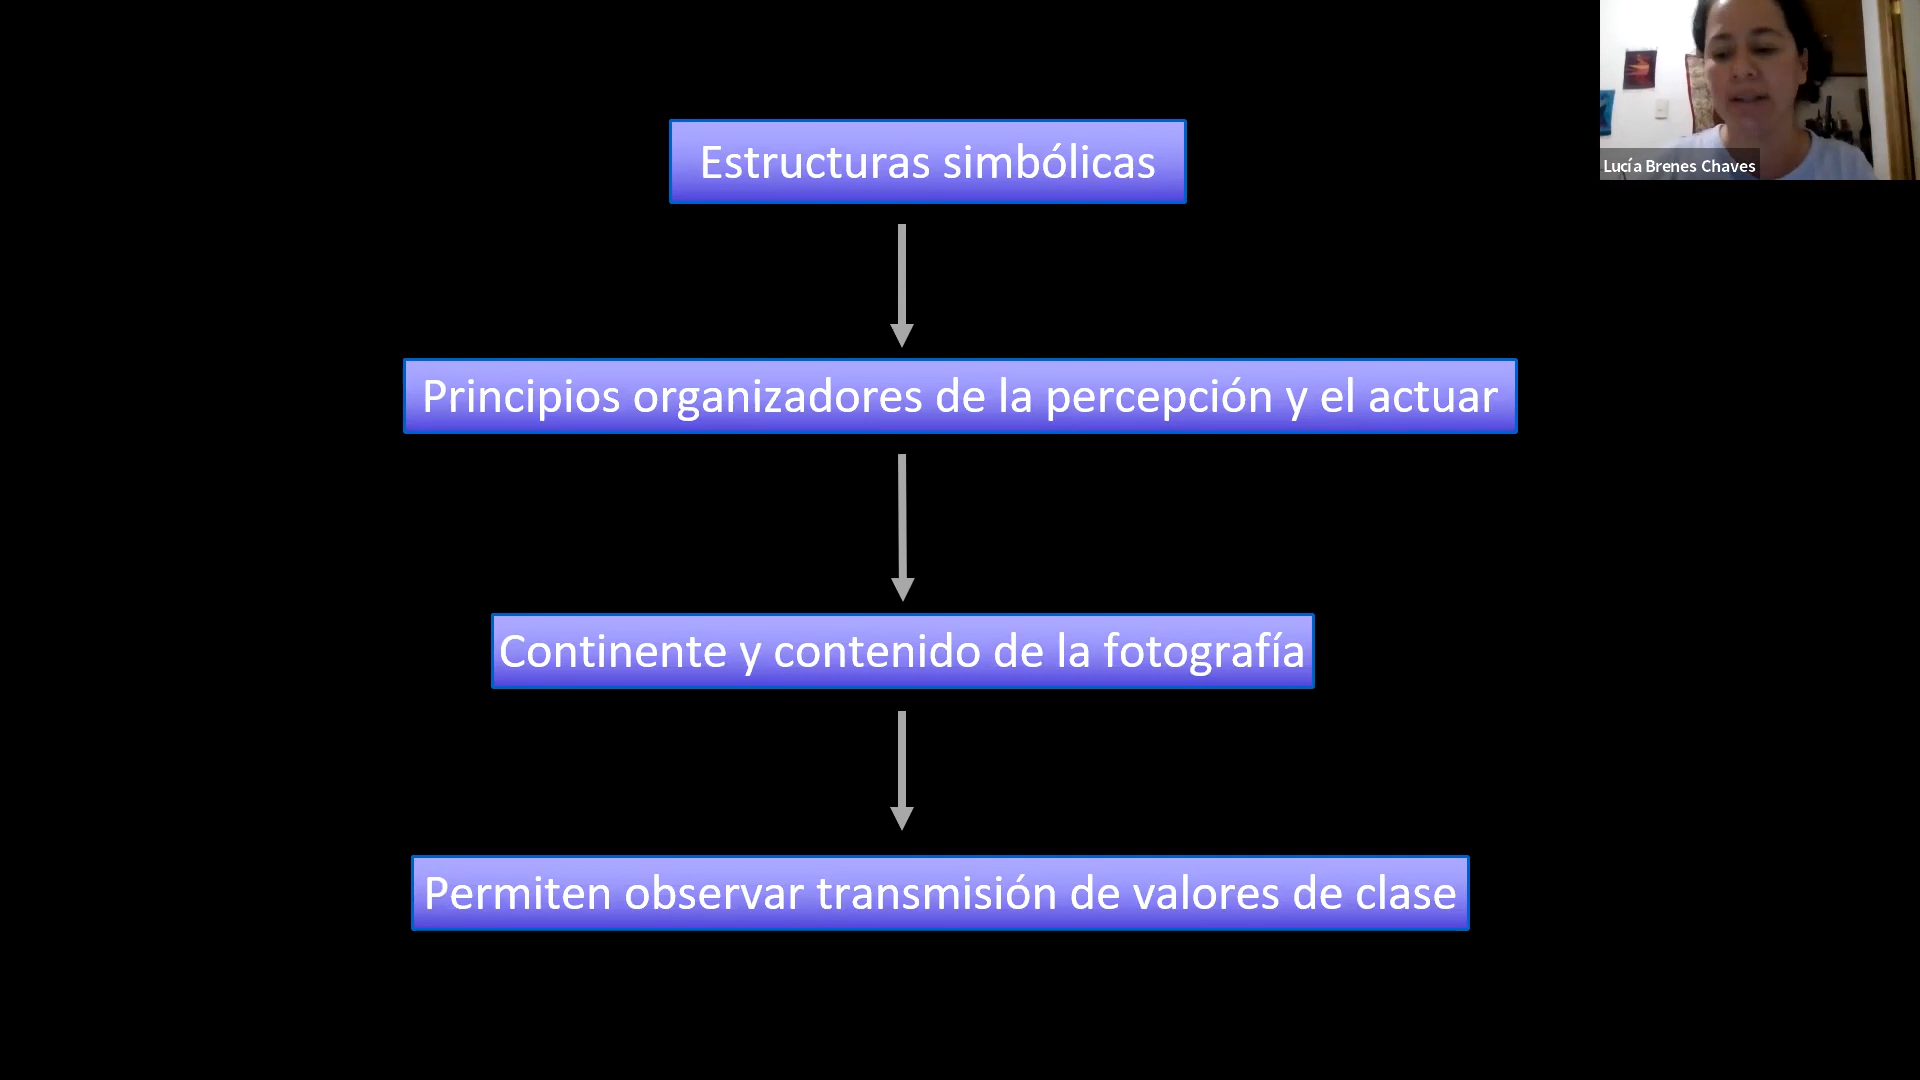 Estructuras simbólicas
Lucía Brenes Chaves
Principios organizadores de la percepción y el actuar
Continente y contenido de la fotografía
Permiten observar transmisión de valores de clase